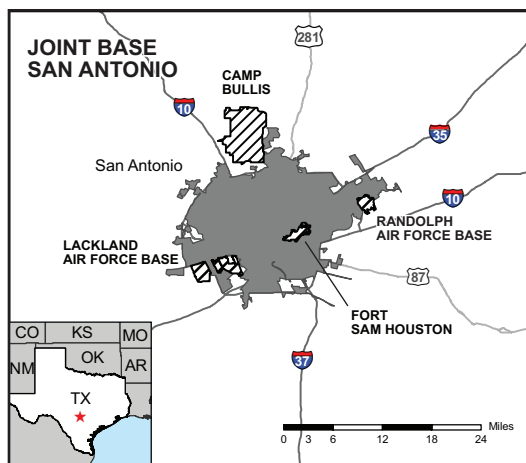 JOINT BASE
SAN ANTONIO
281
CAMP
BULLIS
10
35
San Antonio
10
RANDOLPH
AIR FORCE BASE
LACKLAND
AIR FORCE BASE
87
FORT
SAM HOUSTON
37
CO
KS
MO
OK
NM
AR
TX
Miles
0 3 6 12 18 24